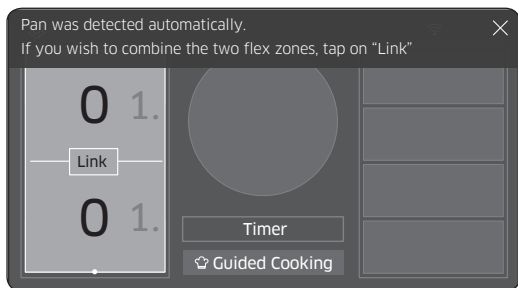 Pan was detected automatically.
If you wish to combine the two flex zones, tap on “Link”
0 1.
Link
0 1.
Timer
Guided Cooking